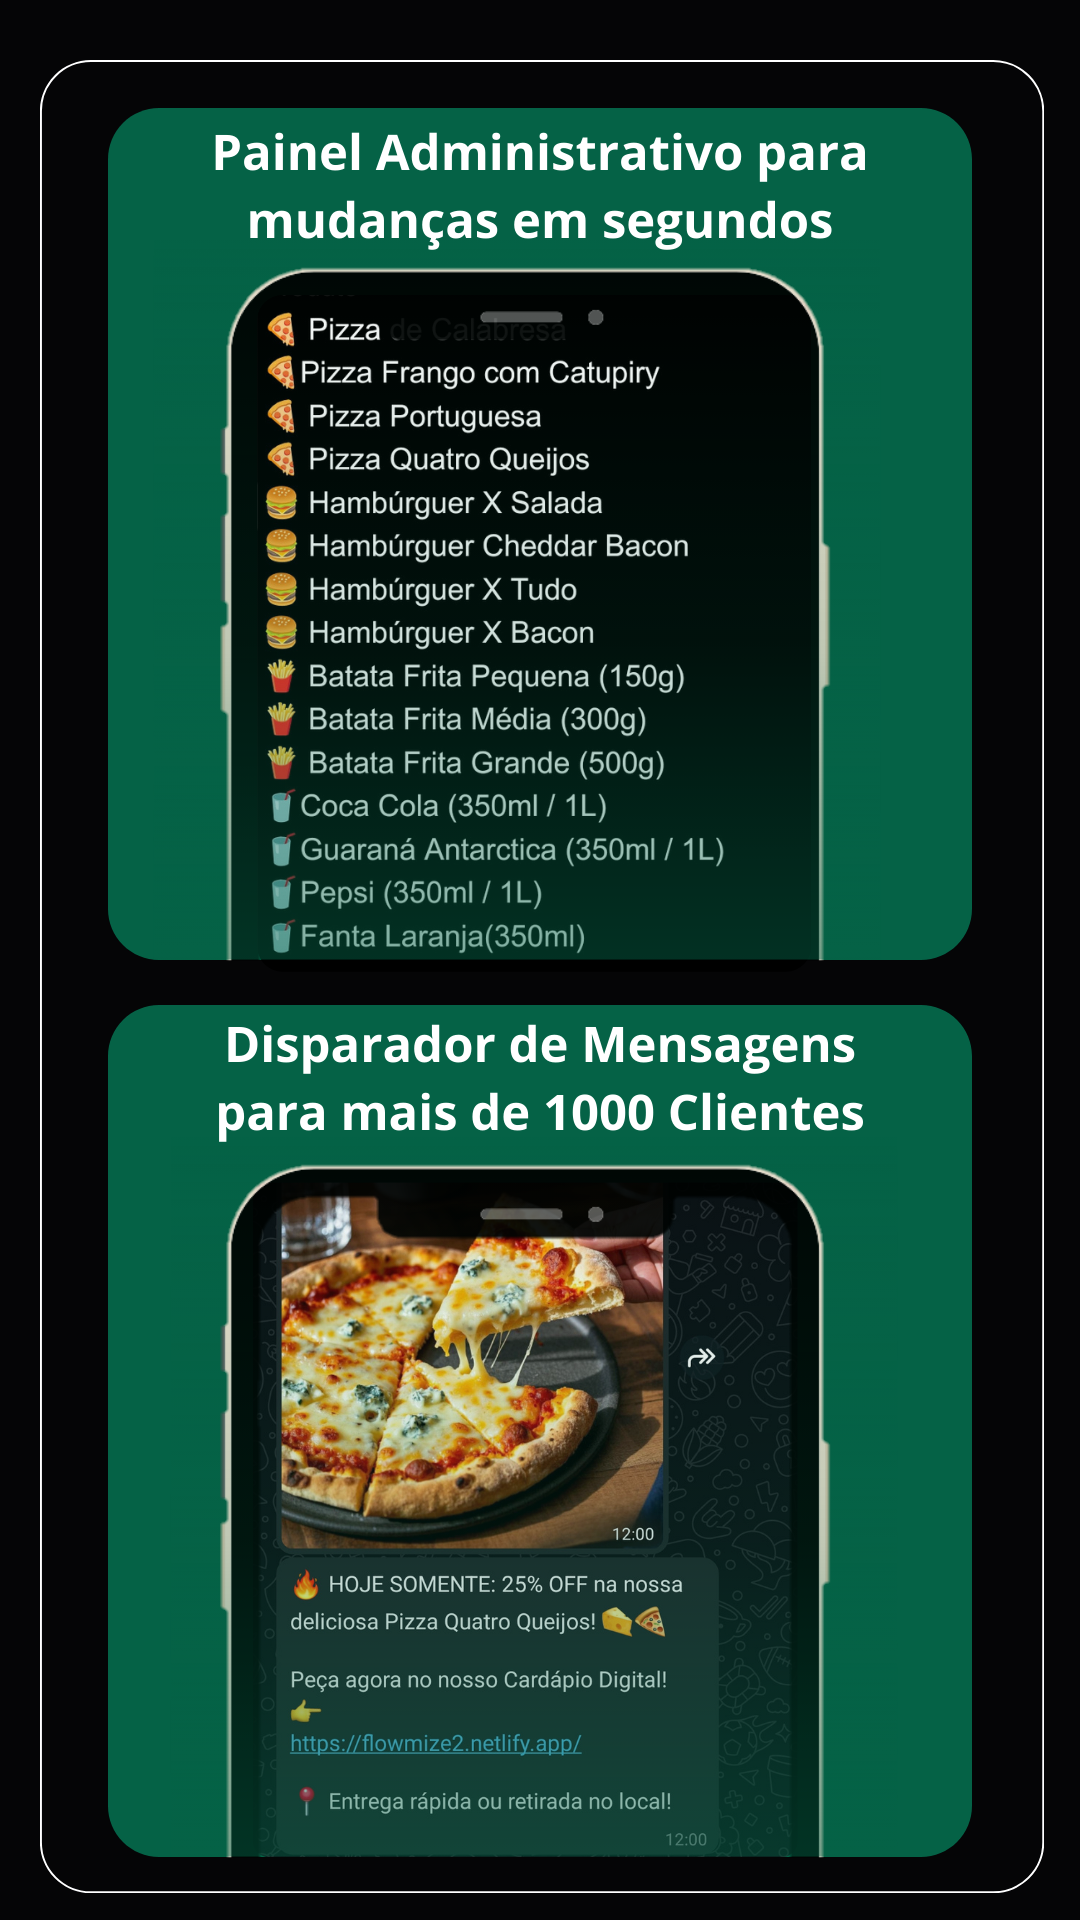 Painel Administrativo para
mudanças em segundos
🍕 Pizza de Calabresa
🍕Pizza Frango com Catupiry
🍕 Pizza Portuguesa
🍕 Pizza Quatro Queijos
🍔 Hambúrguer X Salada
🍔 Hambúrguer Cheddar Bacon
🍔 Hambúrguer X Tudo
🍔 Hambúrguer X Bacon
🍟 Batata Frita Pequena (150g)
🍟 Batata Frita Média (300g)
🍟 Batata Frita Grande (500g)
🥤Coca Cola (350ml / 1L)
🥤Guaraná Antarctica (350ml / 1L)
🥤Pepsi (350ml / 1L)
🥤Fanta Laranja(350ml)
Disparador de Mensagens
para mais de 1000 Clientes
12:00
🔥 HOJE SOMENTE: 25% OFF na nossa
deliciosa Pizza Quatro Queijos! 🧀🍕
Peça agora no nosso Cardápio Digital!
👉
https://flowmize2.netlify.app/
📍 Entrega rápida ou retirada no local!
12:00